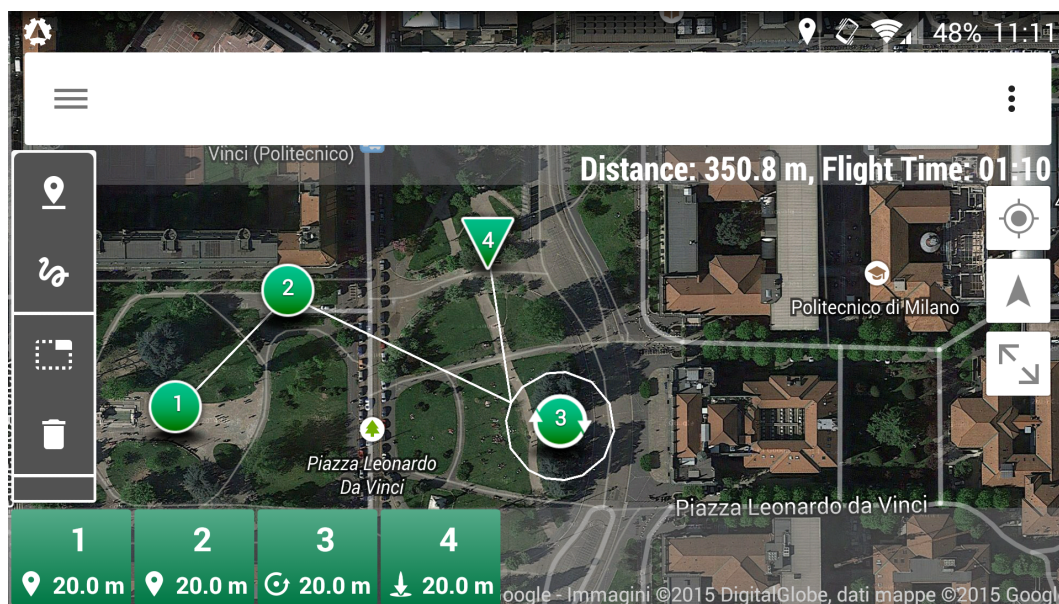 48% 11:11
Vinci (Politecnico)
Distance: 350.8 m, Flight Time: 01:10
4
2
Politecnico di Milano
1
3
Piazza Leonardo
Da Vinci
Piazza Leonardo da Vinci
1 2 3 4
20.0 m 20.0 m 20.0 m 20.0 m
oogle - Immagini ©2015 DigitalGlobe, dati mappe ©2015 Googl